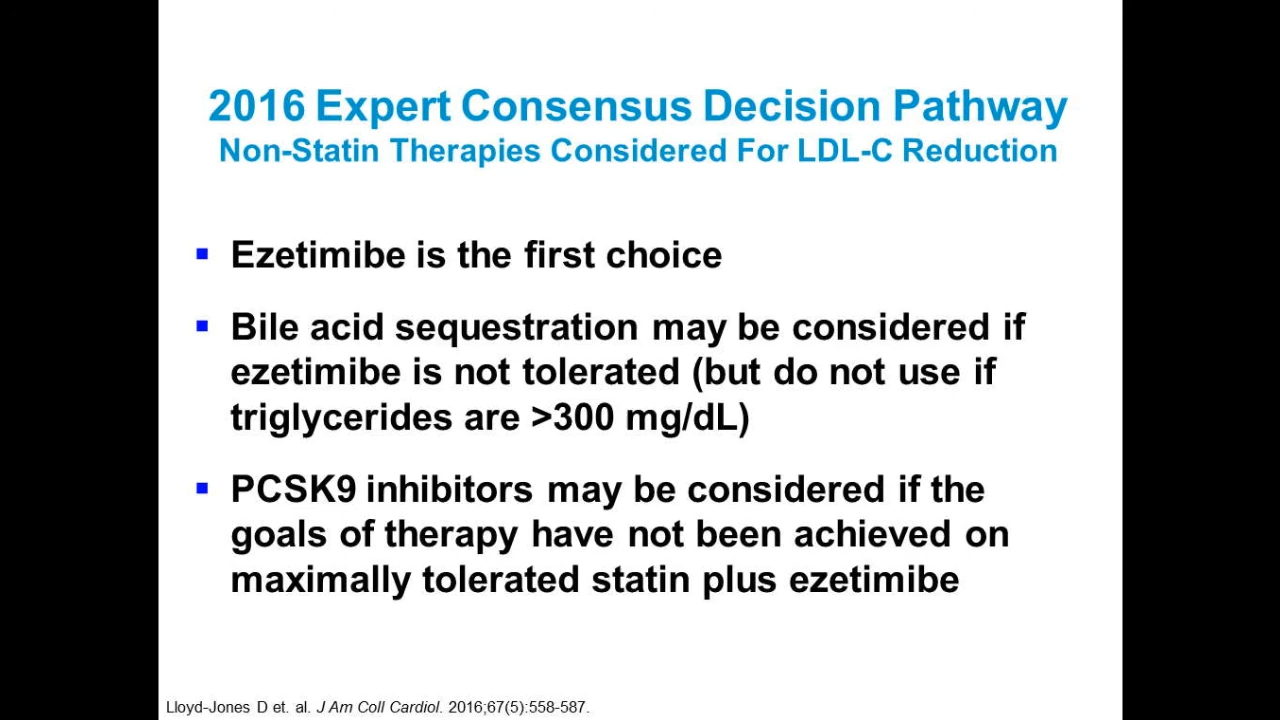 2016 Expert Consensus Decision Pathway
Non-Statin Therapies Considered For LDL-C Reduction
▪ Ezetimibe is the first choice
▪ Bile acid sequestration may be considered if
ezetimibe is not tolerated (but do not use if
triglycerides are >300 mg/dL)
▪ PCSK9 inhibitors may be considered if the
goals of therapy have not been achieved on
maximally tolerated statin plus ezetimibe
Lloyd-Jones D et. al. J Am Coll Cardiol. 2016;67(5):558-587.